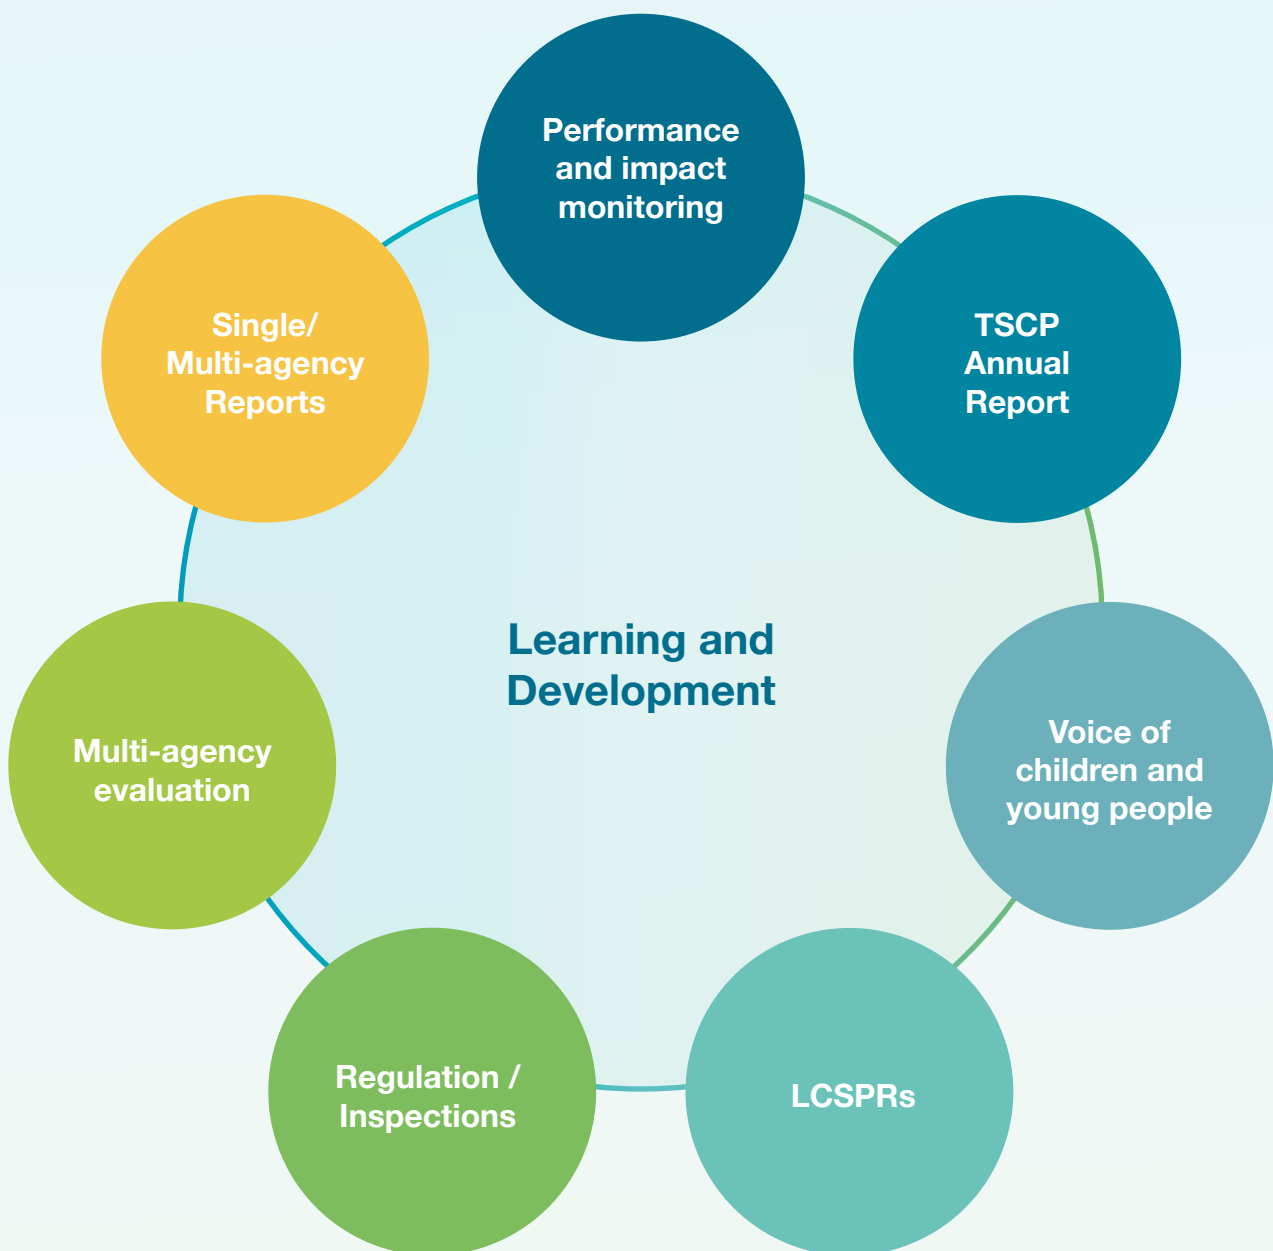 Performance
and impact
monitoring
TSCP
Annual
Report
Voice of
children and
young people
LCSPRs
Regulation /
Inspections
Multi-agency
evaluation
Single/
Multi-agency
Reports
Learning and
Development